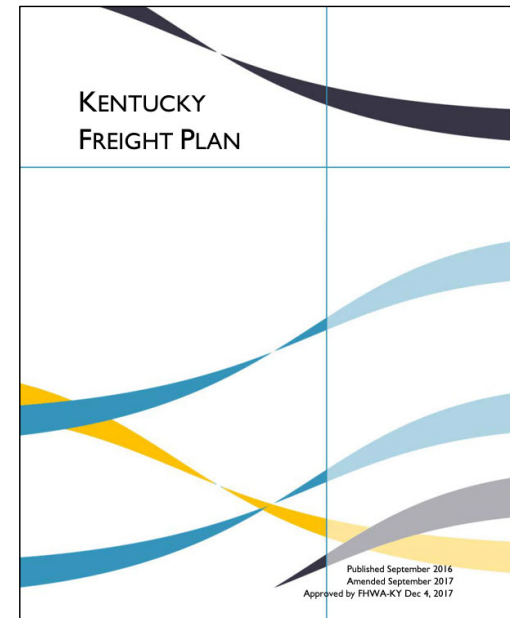 KENTUCKY
FREIGHT PLAN
Published September 2016
Amended September 2017
Approved by FHWA-KY Dec 4, 2017